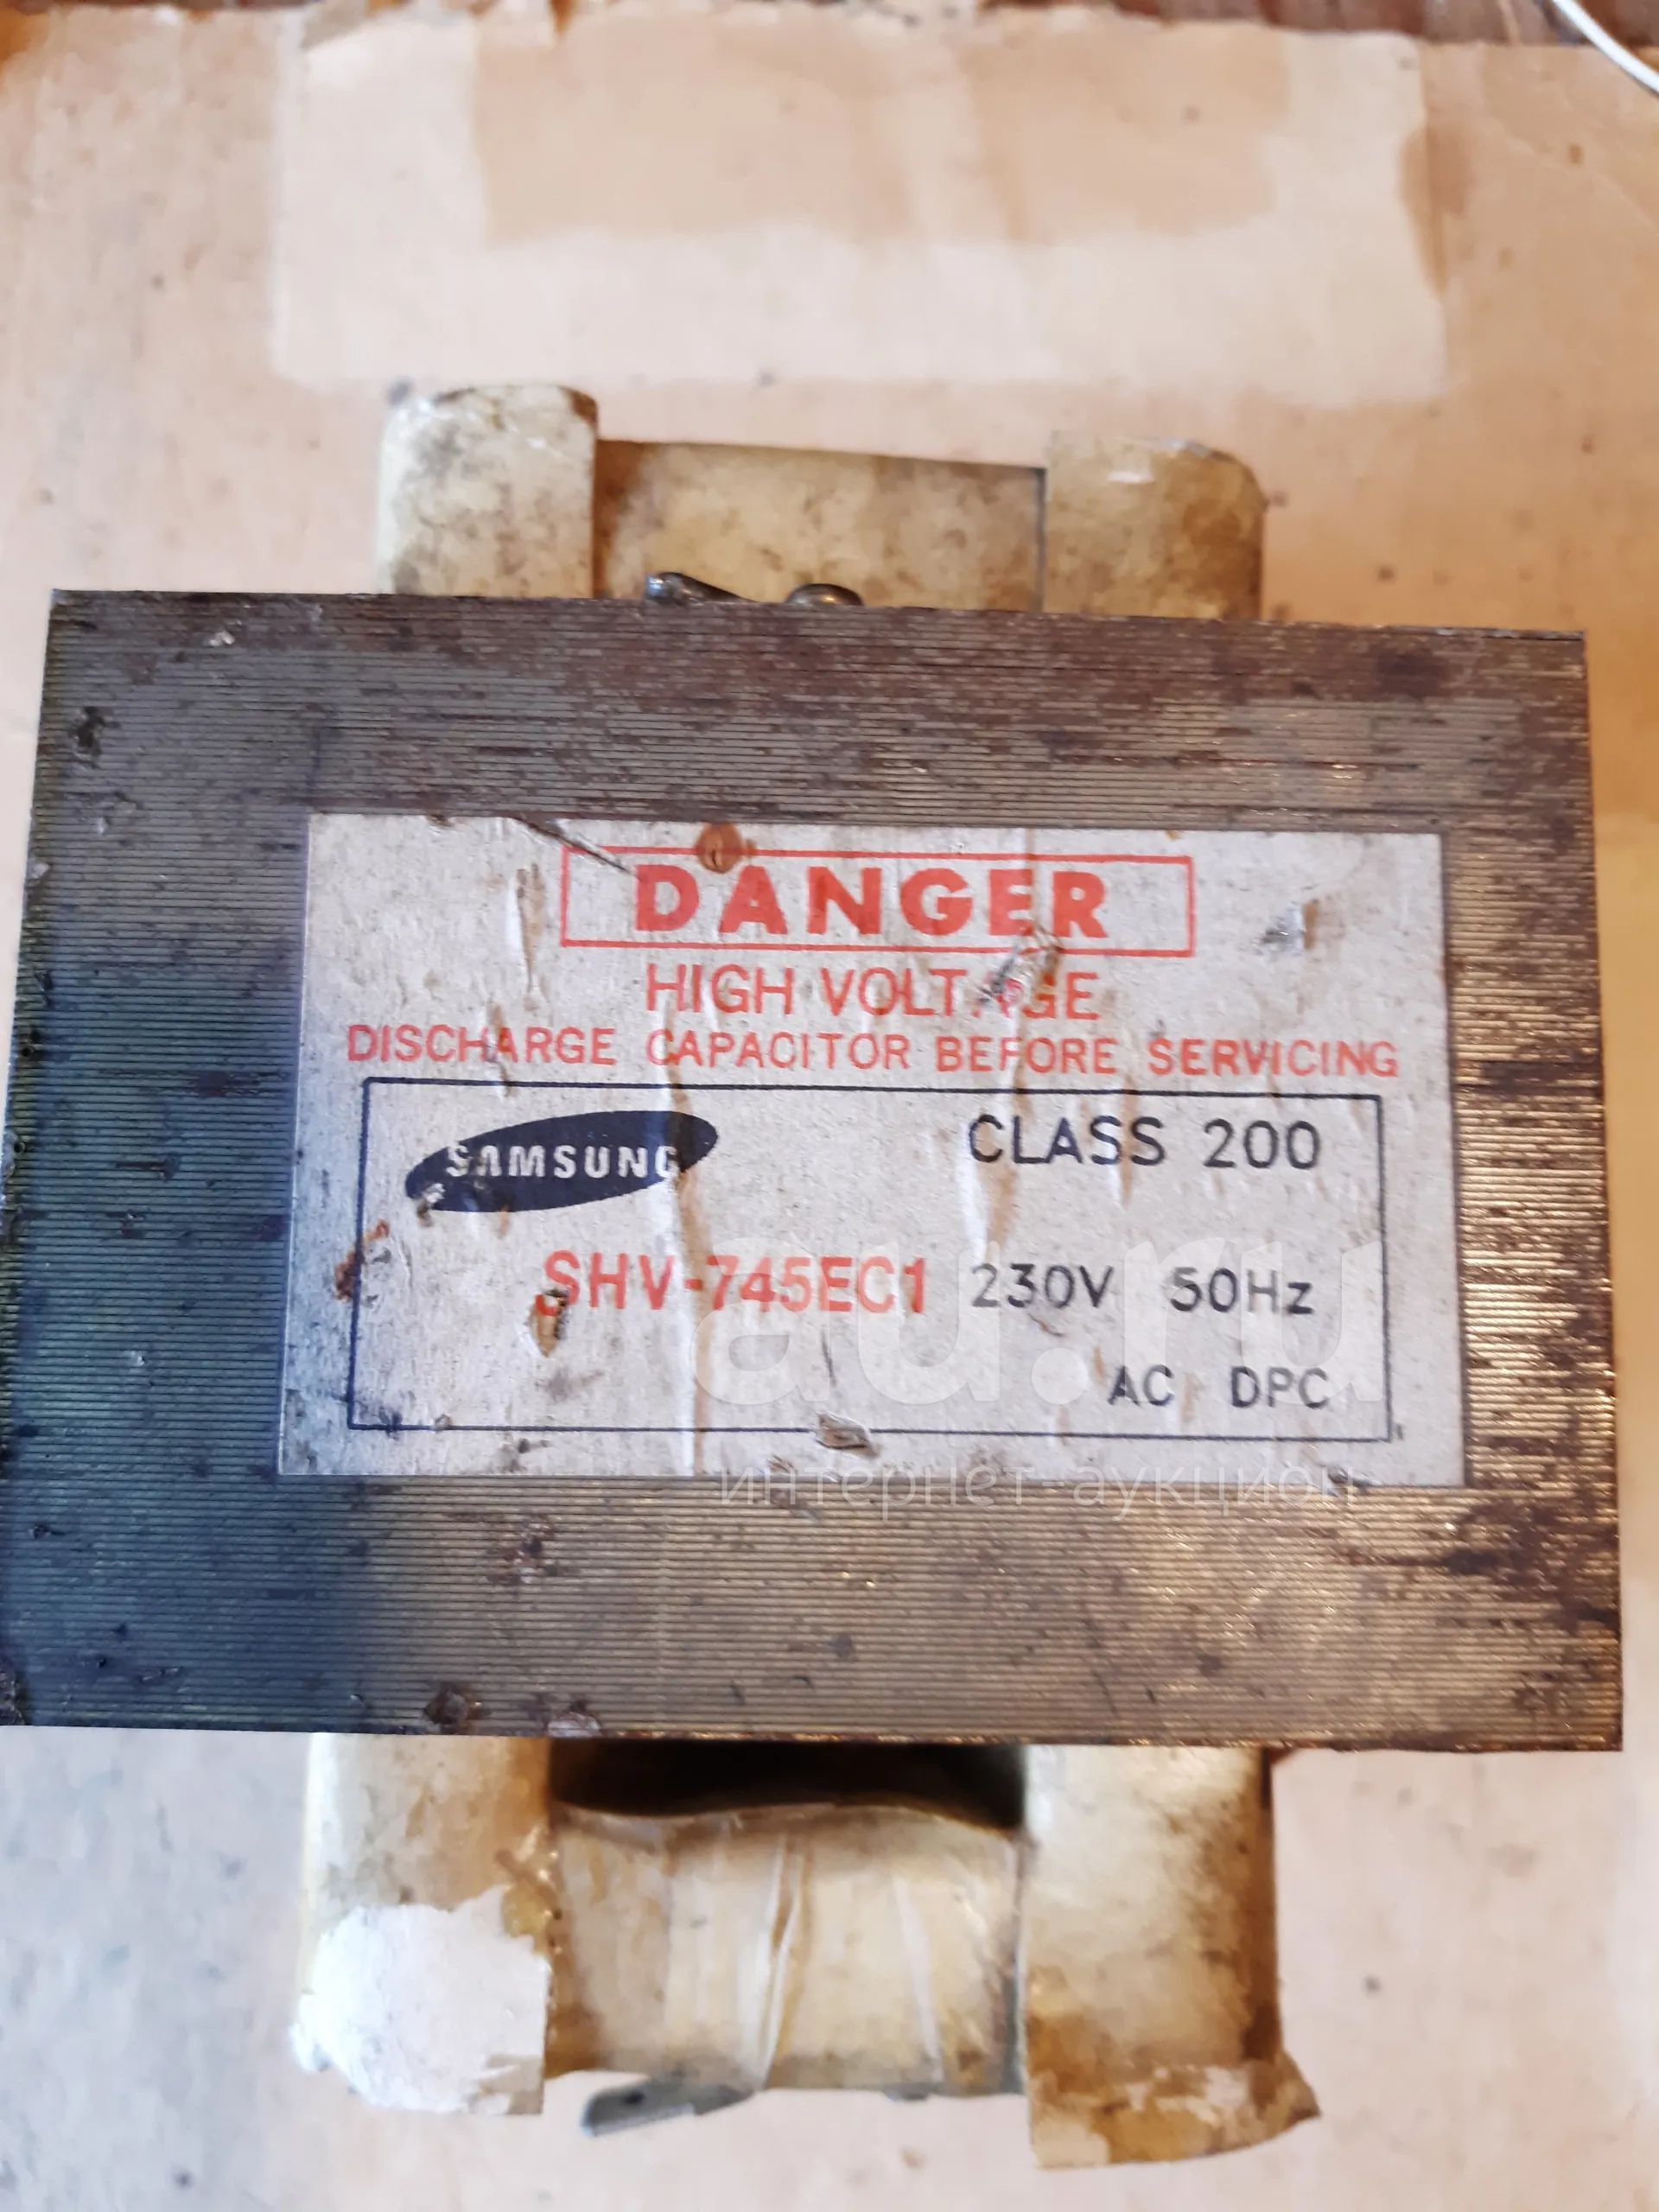 DANGER
HIGH VOLTAGE
DISCHARGE CAPACITOR BEFORE SERVICING
SAMSUNG CLASS 200
SHV-745EC1 230V 50Hz
AC DPC
au.ru
интернет-аукцион